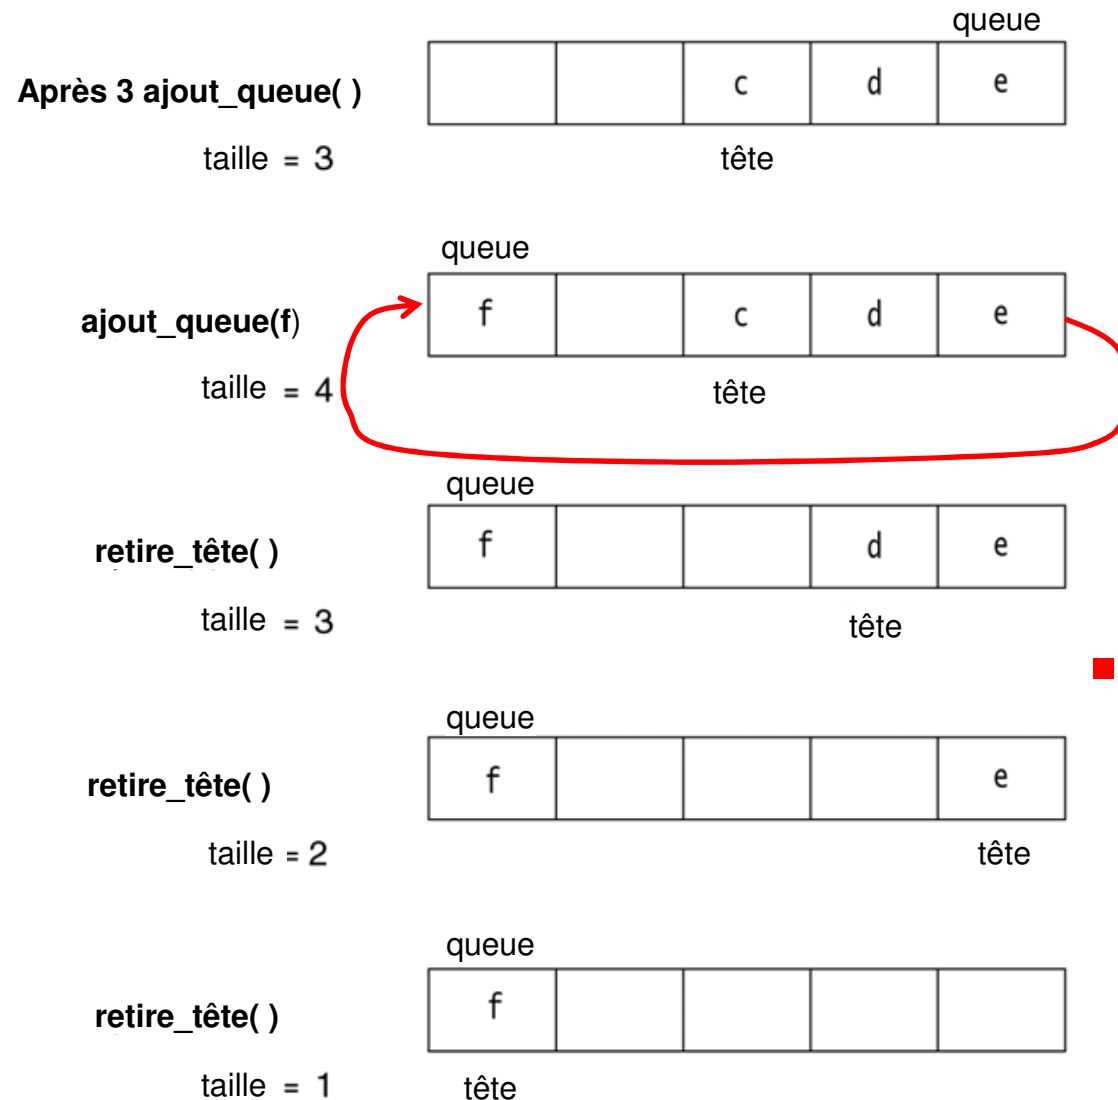 queue
Après 3 ajout_queue( )
c d e
taille = 3
tête
queue
ajout_queue(f)
f c d e
taille = 4
tête
queue
retire_tête( )
f d e
taille = 3
tête
queue
retire_tête( )
f e
taille = 2
tête
queue
retire_tête( )
f
taille = 1
tête